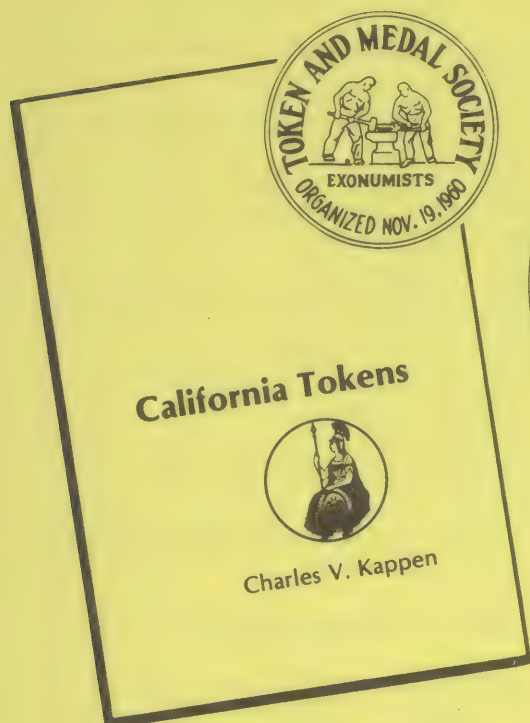 TOKEN AND MEDAL SOCIETY
EXONUMISTS
ORGANIZED NOV. 19, 1960
California Tokens
Charles V. Kappen